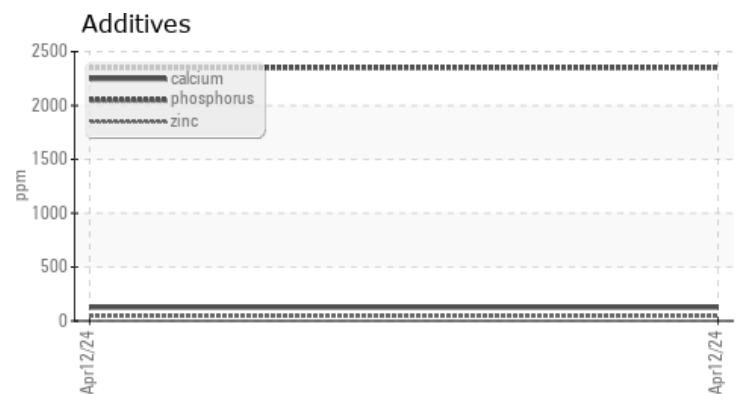 Additives
2500
2000
1500
1000
500
0
ppm
calcium
phosphorus
zinc
Apr12/24
Apr12/24